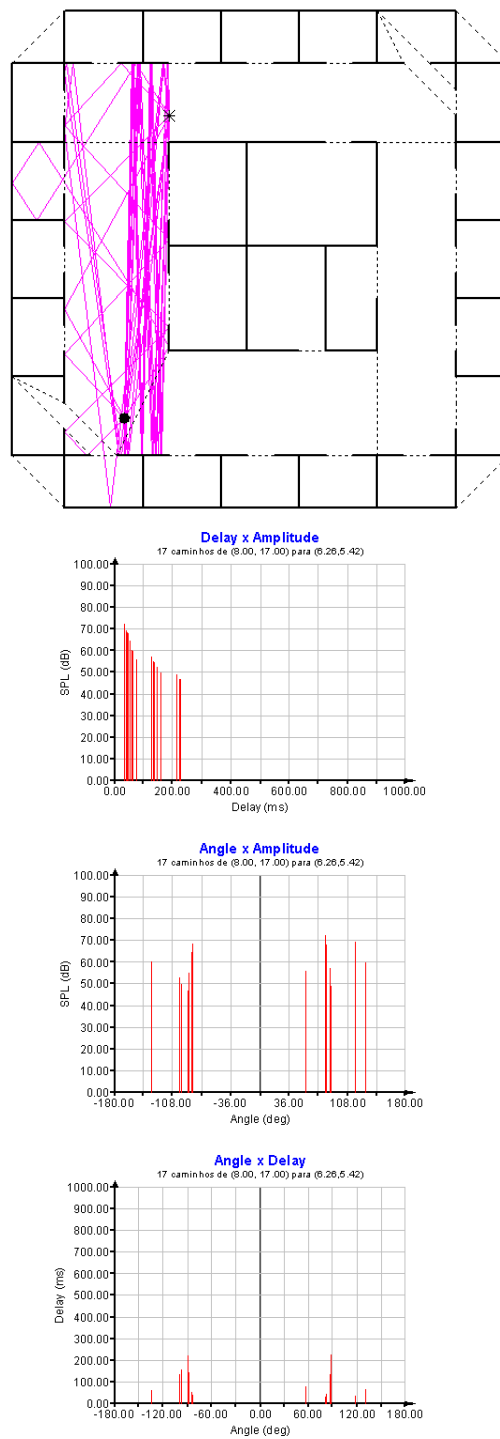 Delay x Amplitude
17 caminhos de (8.00, 17.00) para (6.26,5.42)
100.00
90.00
80.00
70.00
60.00
50.00
40.00
30.00
20.00
10.00
0.00
SPL (dB)
0.00 200.00 400.00 600.00 800.00 1000.00
Delay (ms)
Angle x Amplitude
17 caminhos de (8.00, 17.00) para (6.26,5.42)
100.00
90.00
80.00
70.00
60.00
50.00
40.00
30.00
20.00
10.00
0.00
SPL (dB)
-180.00 -108.00 -36.00 36.00 108.00 180.00
Angle (deg)
Angle x Delay
17 caminhos de (8.00, 17.00) para (6.26,5.42)
1000.00
900.00
800.00
700.00
600.00
500.00
400.00
300.00
200.00
100.00
0.00
Delay (ms)
-180.00 -120.00 -60.00 0.00 60.00 120.00 180.00
Angle (deg)